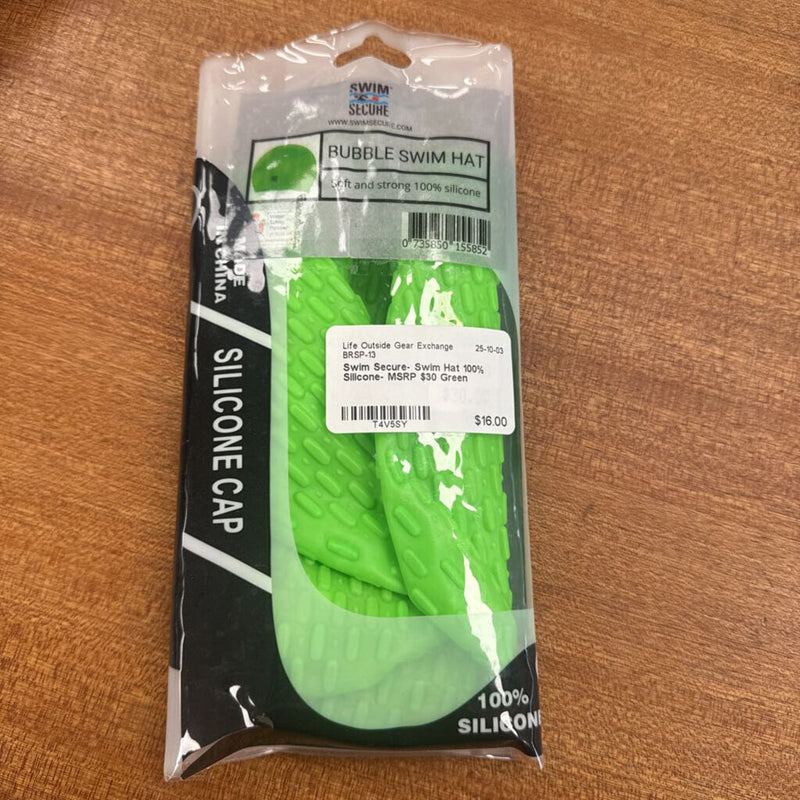 SWIM
SECURE
WWW.SWIMSECURE.COM
BUBBLE SWIM HAT
Soft and strong 100% silicone
0 735850 155852
MADE
IN CHINA
SILICONE CAP
Life Outside Gear Exchange 25-10-03
BRSP-13
Swim Secure- Swim Hat 100%
Silicone- MSRP $30 Green
T4V5SY $16.00
100%
SILICONE